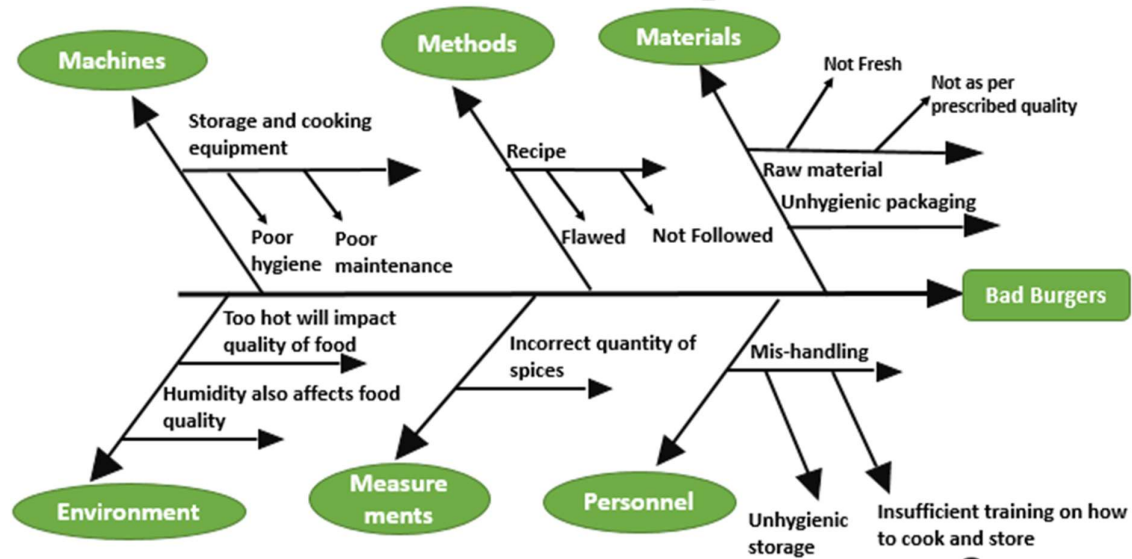 Machines
Methods
Materials
Storage and cooking
equipment
Poor
hygiene
Poor
maintenance
Recipe
Flawed
Not Followed
Not Fresh
Not as per
prescribed quality
Raw material
Unhygienic packaging
Bad Burgers
Too hot will impact
quality of food
Humidity also affects food
quality
Environment
Incorrect quantity of
spices
Measure
ments
Mis-handling
Personnel
Unhygienic
storage
Insufficient training on how
to cook and store